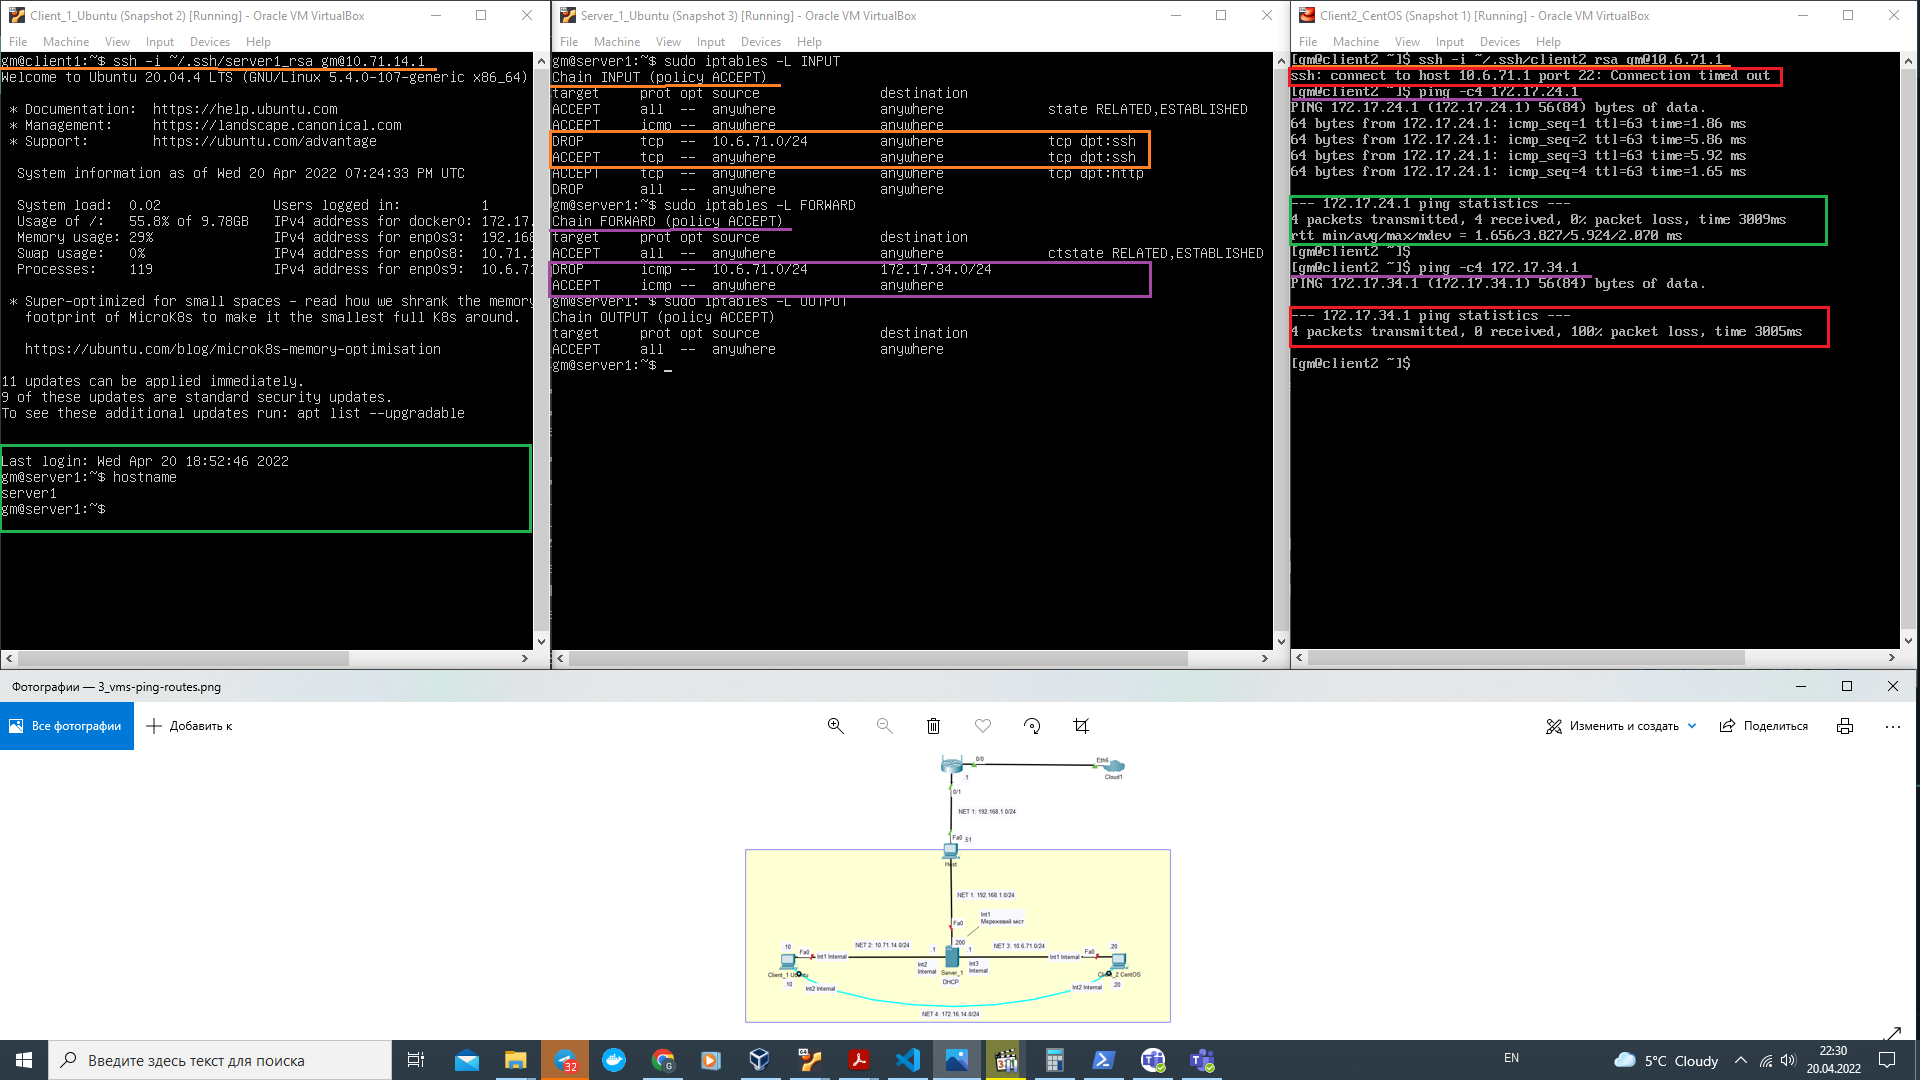 Client_1_Ubuntu (Snapshot 2) [Running] - Oracle VM VirtualBox
File Machine View Input Devices Help
gm@client1:~$ ssh -i ~/.ssh/server1_rsa gm@10.71.14.1
Welcome to Ubuntu 20.04.4 LTS (GNU/Linux 5.4.0-107-generic x86_64)
* Documentation: https://help.ubuntu.com
* Management: https://landscape.canonical.com
* Support: https://ubuntu.com/advantage
System information as of Wed 20 Apr 2022 07:24:33 PM UTC
System load: 0.02 Users logged in: 1
Usage of /: 55.8% of 9.78GB IPv4 address for docker0: 172.17.
Memory usage: 29% IPv4 address for enp0s3: 192.168
Swap usage: 0% IPv4 address for enp0s8: 10.71.1
Processes: 119 IPv4 address for enp0s9: 10.6.71
* Super-optimized for small spaces - read how we shrank the memory
footprint of MicroK8s to make it the smallest full K8s around.
https://ubuntu.com/blog/microk8s-memory-optimisation
11 updates can be applied immediately.
9 of these updates are standard security updates.
To see these additional updates run: apt list --upgradable
Last login: Wed Apr 20 18:52:46 2022
gm@server1:~$ hostname
server1
gm@server1:~$
Server_1_Ubuntu (Snapshot 3) [Running] - Oracle VM VirtualBox
File Machine View Input Devices Help
gm@server1:~$ sudo iptables -L INPUT
Chain INPUT (policy ACCEPT)
target prot opt source destination
ACCEPT all -- anywhere anywhere state RELATED,ESTABLISHED
ACCEPT icmp -- anywhere anywhere
DROP tcp -- 10.6.71.0/24 anywhere tcp dpt:ssh
ACCEPT tcp -- anywhere anywhere tcp dpt:ssh
ACCEPT tcp -- anywhere anywhere tcp dpt:http
DROP all -- anywhere anywhere
gm@server1:~$ sudo iptables -L FORWARD
Chain FORWARD (policy ACCEPT)
target prot opt source destination
ACCEPT all -- anywhere anywhere ctstate RELATED,ESTABLISHED
DROP icmp -- 10.6.71.0/24 172.17.34.0/24
ACCEPT icmp -- anywhere anywhere
gm@server1:~$ sudo iptables -L OUTPUT
Chain OUTPUT (policy ACCEPT)
target prot opt source destination
ACCEPT all -- anywhere anywhere
gm@server1:~$ _
Client2_CentOS (Snapshot 1) [Running] - Oracle VM VirtualBox
File Machine View Input Devices Help
[gm@client2 ~]$ ssh -i ~/.ssh/client2_rsa gm@10.6.71.1
ssh: connect to host 10.6.71.1 port 22: Connection timed out
[gm@client2 ~]$ ping -c4 172.17.24.1
PING 172.17.24.1 (172.17.24.1) 56(84) bytes of data.
64 bytes from 172.17.24.1: icmp_seq=1 ttl=63 time=1.86 ms
64 bytes from 172.17.24.1: icmp_seq=2 ttl=63 time=5.86 ms
64 bytes from 172.17.24.1: icmp_seq=3 ttl=63 time=5.92 ms
64 bytes from 172.17.24.1: icmp_seq=4 ttl=63 time=1.65 ms
--- 172.17.24.1 ping statistics ---
4 packets transmitted, 4 received, 0% packet loss, time 3009ms
rtt min/avg/max/mdev = 1.656/3.827/5.924/2.070 ms
[gm@client2 ~]$
[gm@client2 ~]$ ping -c4 172.17.34.1
PING 172.17.34.1 (172.17.34.1) 56(84) bytes of data.
--- 172.17.34.1 ping statistics ---
4 packets transmitted, 0 received, 100% packet loss, time 3005ms
[gm@client2 ~]$
Фотографии — 3_vms-ping-routes.png
Все фотографии
Добавить к
Изменить и создать
Поделиться
0/0
Eth6
.1
Cloud1
0/1
NET 1: 192.168.1.0/24
Fa0 .51
Host
NET 1: 192.168.1.0/24
Int1
Мережевий міст
Fa0
.200
.10 NET 2: 10.71.14.0/24 .1 .1 NET 3: 10.6.71.0/24 .20
Fa0 Int1 Internal Int1 Internal Fa0
Int2 Internal
Int3 Internal
Client_1 Ubuntu
Server_1
CentOS
.10
Int2 Internal
DHCP
Int2 Internal
.20
NET 4: 172.16.14.0/24
Введите здесь текст для поиска
32
EN
5°C Cloudy
22:30
20.04.2022